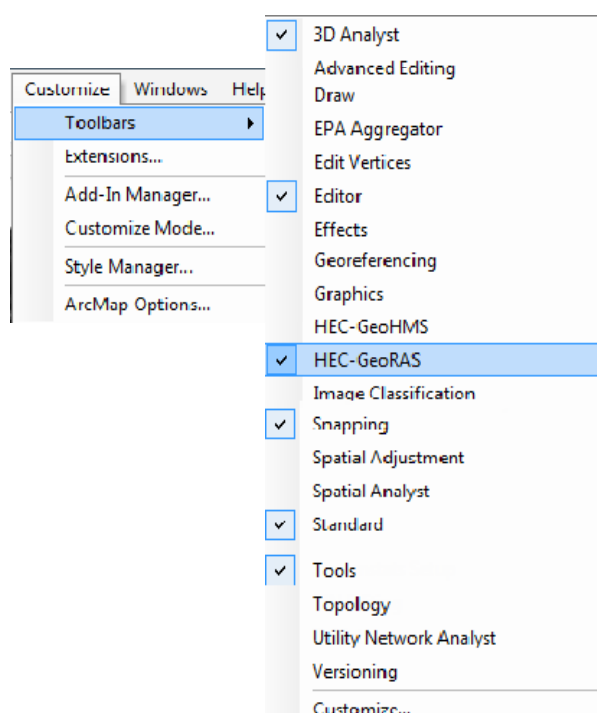 Customize Windows Help
Toolbars
Extensions...
Add-In Manager...
Customize Mode...
Style Manager...
ArcMap Options...
3D Analyst
Advanced Editing
Draw
EPA Aggregator
Edit Vertices
Editor
Effects
Georeferencing
Graphics
HEC-GeoHMS
HEC-GeoRAS
Image Classification
Snapping
Spatial Adjustment
Spatial Analyst
Standard
Tools
Topology
Utility Network Analyst
Versioning
Customize...